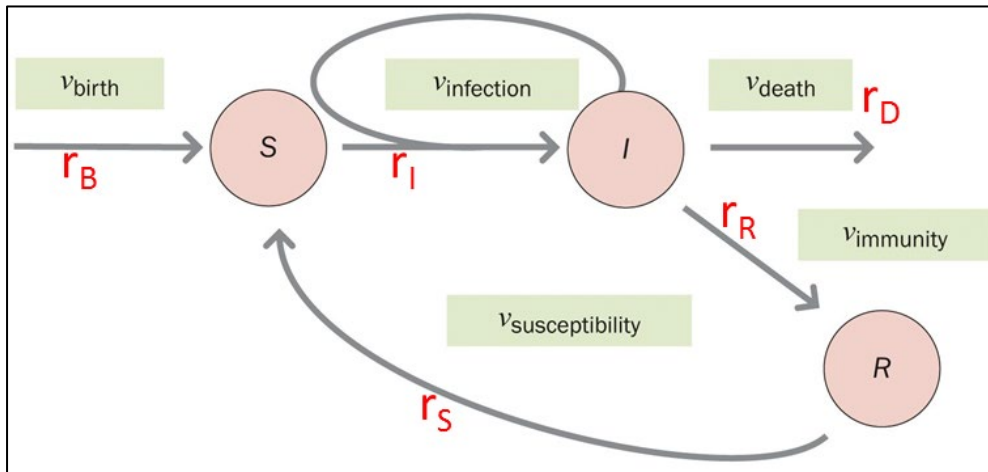 v_birth
v_infection
v_death
r_D
S
I
r_B
r_I
r_R
v_immunity
v_susceptibility
R
r_S